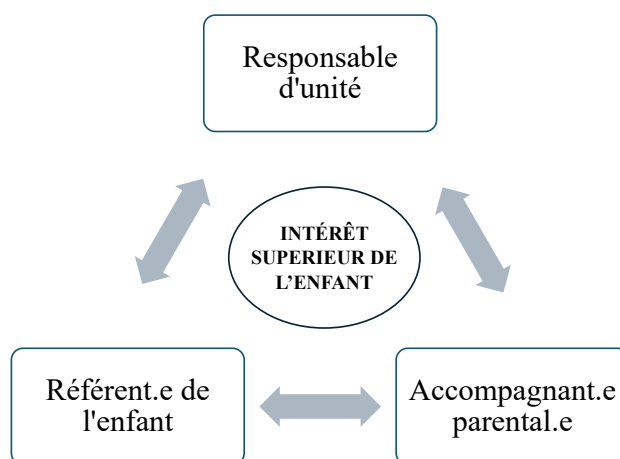 Responsable
d'unité
INTÉRÊT
SUPERIEUR DE
L'ENFANT
Référent.e de
l'enfant
Accompagnant.e
parental.e